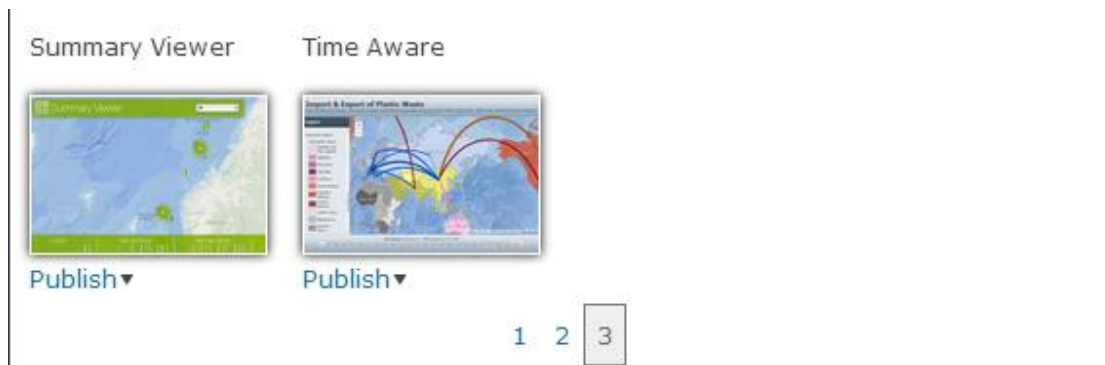 Summary Viewer Time Aware
Summary Viewer
Import & Export of Plastic Waste
Publish▾ Publish▾
1 2 3